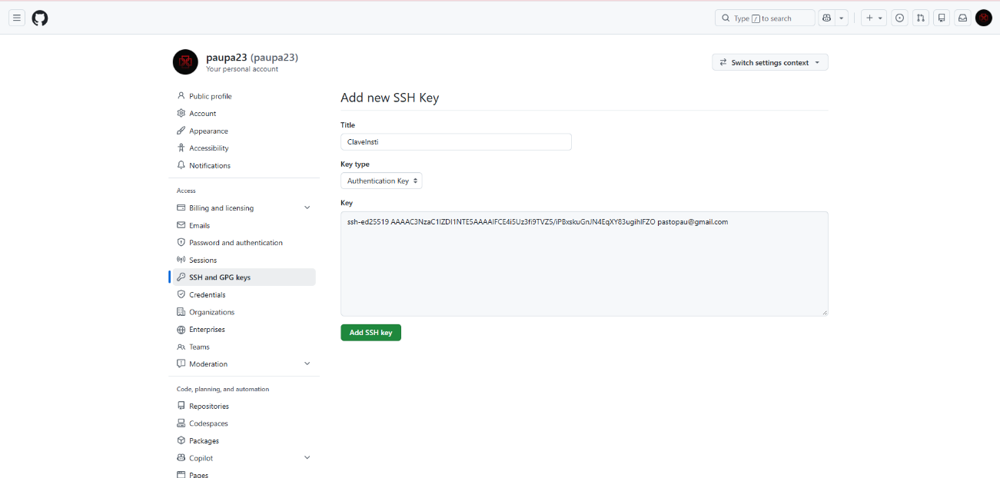 Type / to search
paupa23 (paupa23)
Your personal account
Switch settings context
Public profile
Account
Appearance
Accessibility
Notifications
Access
Billing and licensing
Emails
Password and authentication
Sessions
SSH and GPG keys
Credentials
Organizations
Enterprises
Teams
Moderation
Code, planning, and automation
Repositories
Codespaces
Packages
Copilot
Pages
Add new SSH Key
Title
ClaveInsti
Key type
Authentication Key
Key
ssh-ed25519 AAAAC3NzaC1lZDI1NTE5AAAAIFCE4i5Uz3fi9TVZ5/iPBxskuGnJN4EqXY83ugihIFZO pastopau@gmail.com
Add SSH key